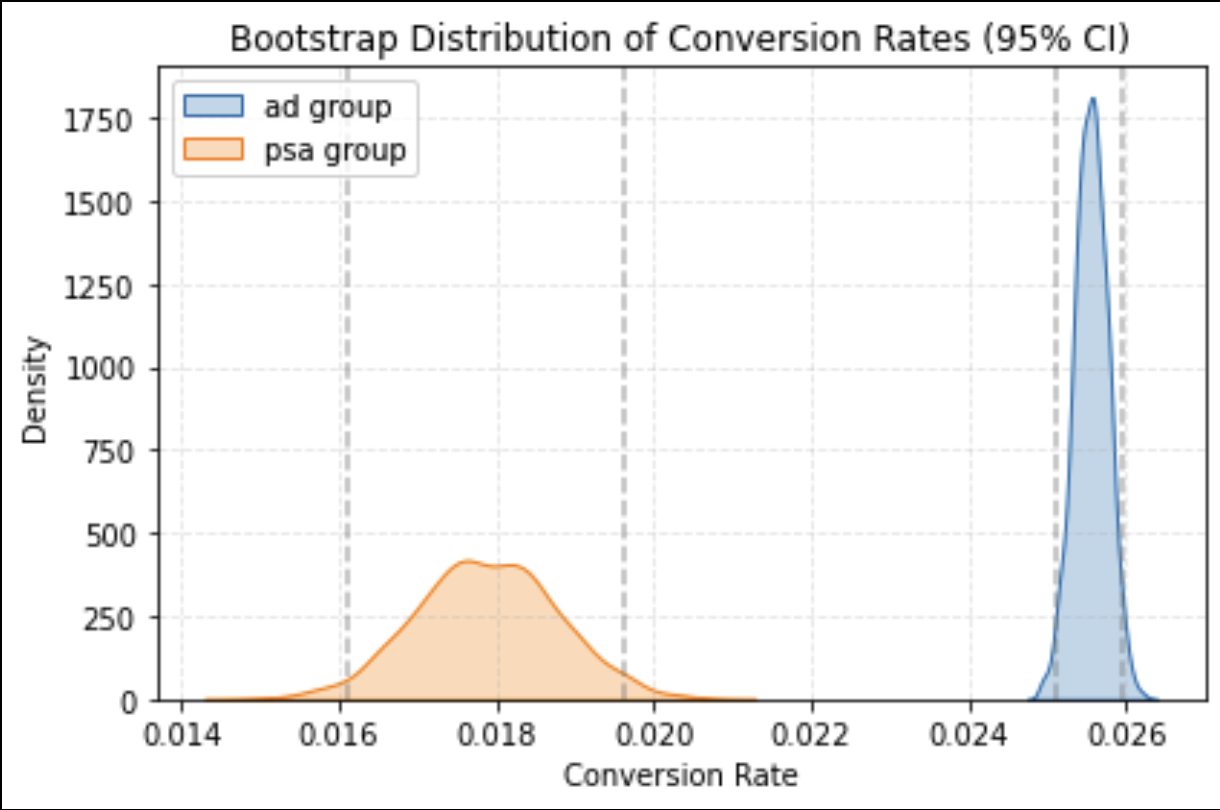 Bootstrap Distribution of Conversion Rates (95% CI)
ad group
psa group
1750
1500
1250
1000
750
500
250
0
Density
0.014 0.016 0.018 0.020 0.022 0.024 0.026
Conversion Rate